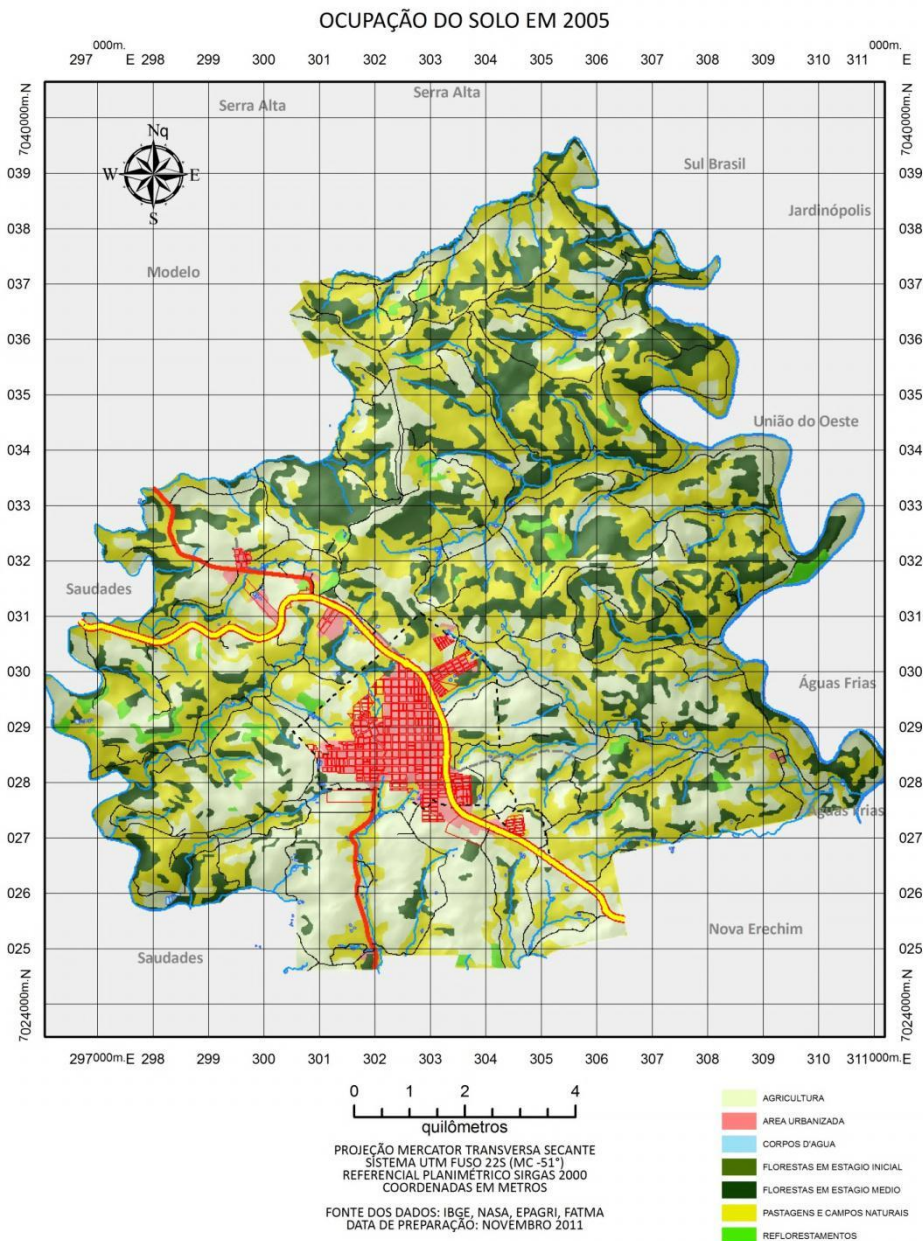 OCUPAÇÃO DO SOLO EM 2005
000m. 000m.
297 E 298 299 300 301 302 303 304 305 306 307 308 309 310 311 E
Serra Alta
Serra Alta
7040000m.N
7040000m.N
Nq
W E
S
039 039
Sul Brasil
Jardinópolis
038 038
Modelo
037 037
036 036
035 035
União do Oeste
034 034
033 033
032 032
Saudades
031 031
030 030
Águas Frias
029 029
028 028
Águas Frias
027 027
026 026
Nova Erechim
025 025
Saudades
7024000m.N
7024000m.N
297000m. E 298 299 300 301 302 303 304 305 306 307 308 309 310 311000m. E
0 1 2 4
quilômetros
PROJEÇÃO MERCATOR TRANSVERSA SECANTE
SISTEMA UTM FUSO 22S (MC -51°)
REFERENCIAL PLANIMÉTRICO SIRGAS 2000
COORDENADAS EM METROS
FONTE DOS DADOS: IBGE, NASA, EPAGRI, FATMA
DATA DE PREPARAÇÃO: NOVEMBRO 2011
AGRICULTURA
AREA URBANIZADA
CORPOS D'AGUA
FLORESTAS EM ESTAGIO INICIAL
FLORESTAS EM ESTAGIO MEDIO
PASTAGENS E CAMPOS NATURAIS
REFLORESTAMENTOS